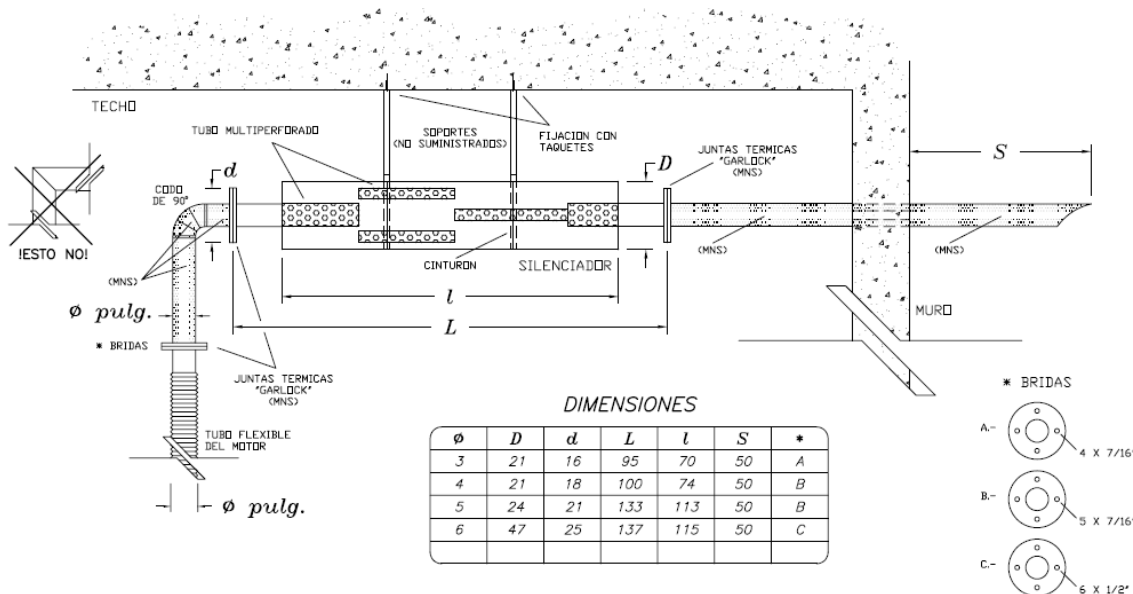 TECHO
TUBO MULTIPERFORADO
SOPORTES
(NO SUMINISTRADOS)
FIJACION CON
TAQUETES
JUNTAS TERMICAS
"GARLOCK"
(MNS)
S
D
d
CODO
DE 90°
!ESTO NO!
(MNS)
(MNS)
(MNS)
CINTURON
SILENCIADOR
l
L
MURO
ø pulg.
* BRIDAS
JUNTAS TERMICAS
"GARLOCK"
(MNS)
TUBO FLEXIBLE
DEL MOTOR
ø pulg.
DIMENSIONES
ø D d L l S *
3 21 16 95 70 50 A
4 21 18 100 74 50 B
5 24 21 133 113 50 B
6 47 25 137 115 50 C
* BRIDAS
A.-
4 X 7/16"
B.-
5 X 7/16"
C.-
6 X 1/2"